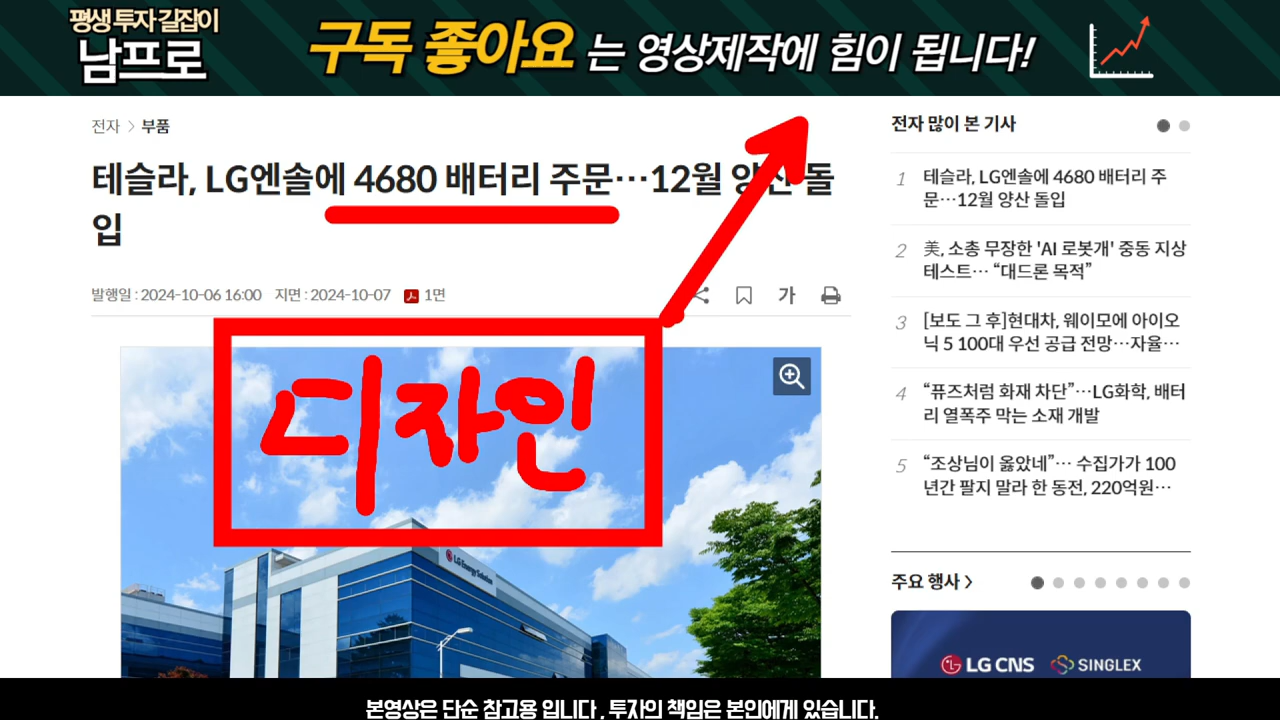 평생 투자 길잡이
남프로
구독 좋아요 는 영상제작에 힘이 됩니다!
전자 > 부품
테슬라, LG엔솔에 4680 배터리 주문…12월 양산 돌
입
발행일 : 2024-10-06 16:00 지면 : 2024-10-07 1면
가
디자인
LG Energy Solution
전자 많이 본 기사
1 테슬라, LG엔솔에 4680 배터리 주
문…12월 양산 돌입
2 美, 소총 무장한 'AI 로봇개' 중동 지상
테스트… “대드론 목적”
3 [보도 그 후]현대차, 웨이모에 아이오
닉 5 100대 우선 공급 전망…자율…
4 “퓨즈처럼 화재 차단”…LG화학, 배터
리 열폭주 막는 소재 개발
5 “조상님이 옳았네”… 수집가가 100
년간 팔지 말라 한 동전, 220억원…
주요 행사 >
LG CNS SINGLEX
본영상은 단순 참고용 입니다 , 투자의 책임은 본인에게 있습니다.